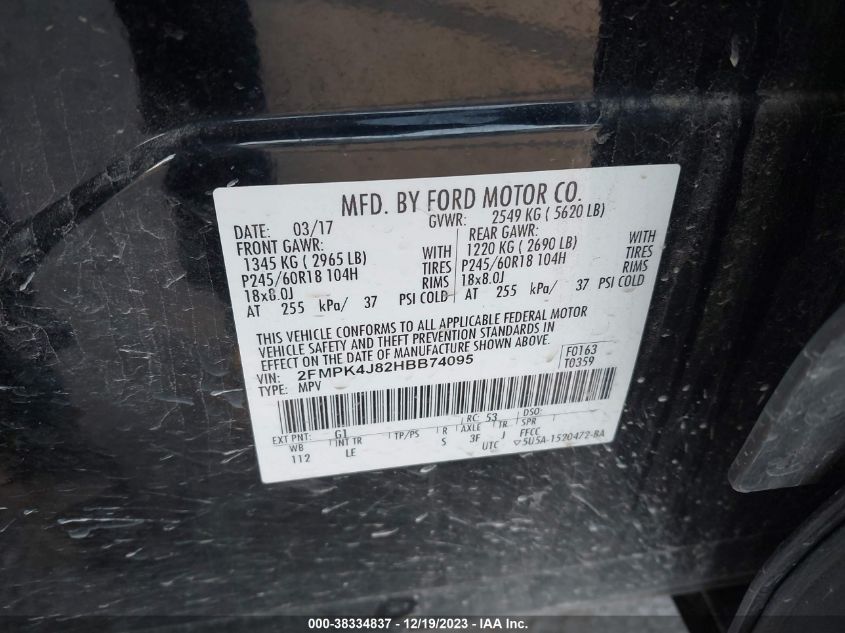 MFD. BY FORD MOTOR CO.
DATE: 03/17 GVWR: 2549 KG ( 5620 LB)
FRONT GAWR: REAR GAWR:
1345 KG ( 2965 LB) WITH 1220 KG ( 2690 LB) WITH
P245/60R18 104H TIRES P245/60R18 104H TIRES
18x8.0J RIMS 18x8.0J RIMS
AT 255 kPa/ 37 PSI COLD AT 255 kPa/ 37 PSI COLD
THIS VEHICLE CONFORMS TO ALL APPLICABLE FEDERAL MOTOR
VEHICLE SAFETY AND THEFT PREVENTION STANDARDS IN
EFFECT ON THE DATE OF MANUFACTURE SHOWN ABOVE.
VIN: 2FMPK4J82HBB74095 F0163
TYPE: MPV T0359
EXT PNT: G1 RC: 53 DSO:
WB INT TR TP/PS R AXLE TR SPR
112 LE S 3F J FFCC
UTC ▽5U5A-1520472-BA
000-38334837 - 12/19/2023 - IAA Inc.